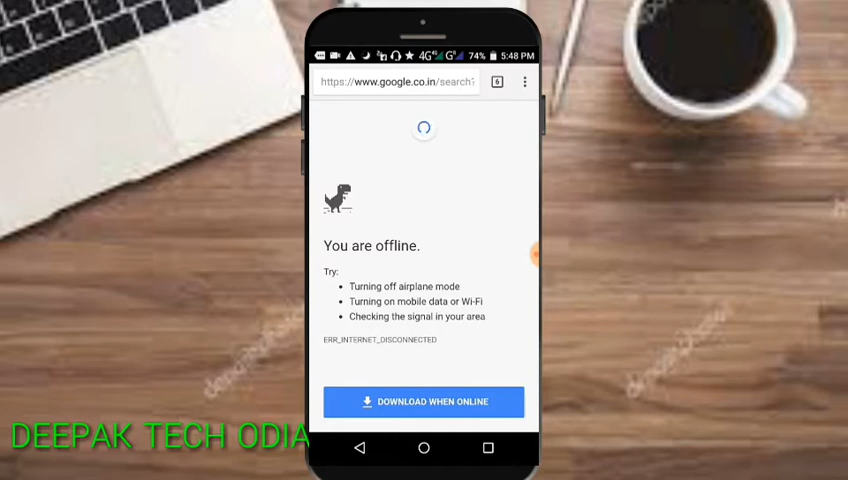 4G G 74% 5:48 PM
https://www.google.co.in/search?
6
You are offline.
Try:
Turning off airplane mode
Turning on mobile data or Wi-Fi
Checking the signal in your area
ERR_INTERNET_DISCONNECTED
DOWNLOAD WHEN ONLINE
DEEPAK TECH ODIA
depositphotos